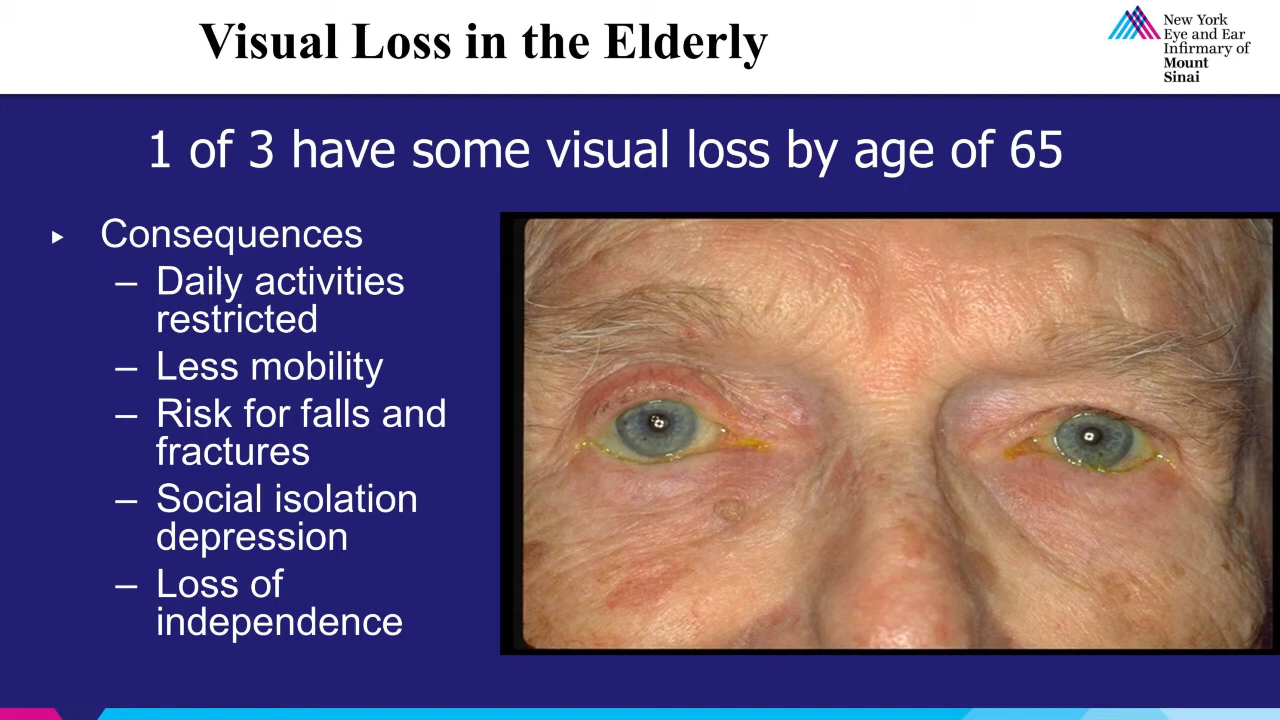 Visual Loss in the Elderly
New York
Eye and Ear
Infirmary of
Mount
Sinai
1 of 3 have some visual loss by age of 65
▸ Consequences
– Daily activities
restricted
– Less mobility
– Risk for falls and
fractures
– Social isolation
depression
– Loss of
independence